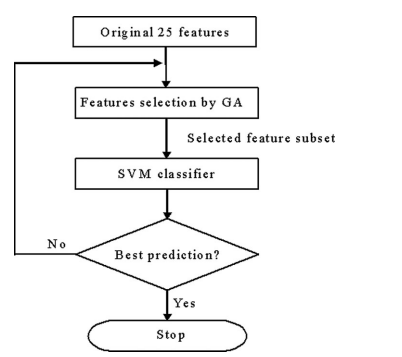 Original 25 features
Features selection by GA
Selected feature subset
SVM classifier
No
Best prediction?
Yes
Stop